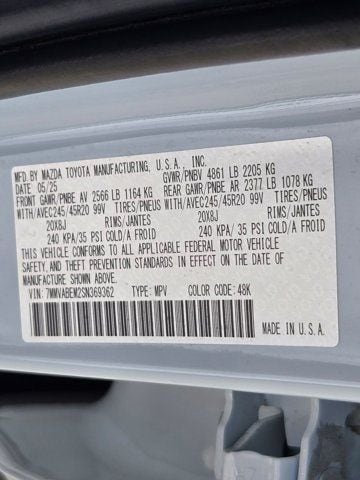 MFD. BY MAZDA TOYOTA MANUFACTURING, U.S.A., INC.
DATE 05/25 GVWR/PNBV 4861 LB 2205 KG
FRONT GAWR/PNBE AV 2566 LB 1164 KG REAR GAWR/PNBE AR 2377 LB 1078 KG
WITH/AVEC245/45R20 99V TIRES/PNEUS WITH/AVEC245/45R20 99V TIRES/PNEUS
20X8J RIMS/JANTES 20X8J RIMS/JANTES
240 KPA/35 PSI COLD/A FROID 240 KPA/35 PSI COLD/A FROID
THIS VEHICLE CONFORMS TO ALL APPLICABLE FEDERAL MOTOR VEHICLE
SAFETY, AND THEFT PREVENTION STANDARDS IN EFFECT ON THE DATE OF
MANUFACTURE SHOWN ABOVE.
VIN: 7MMVABEM2SN369362 TYPE: MPV COLOR CODE: 48K
MADE IN U.S.A.